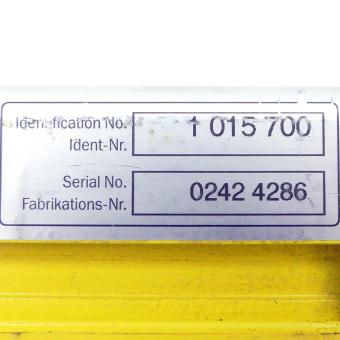 Identification No. 1 015 700
Ident-Nr.
Serial No. 0242 4286
Fabrikations-Nr.